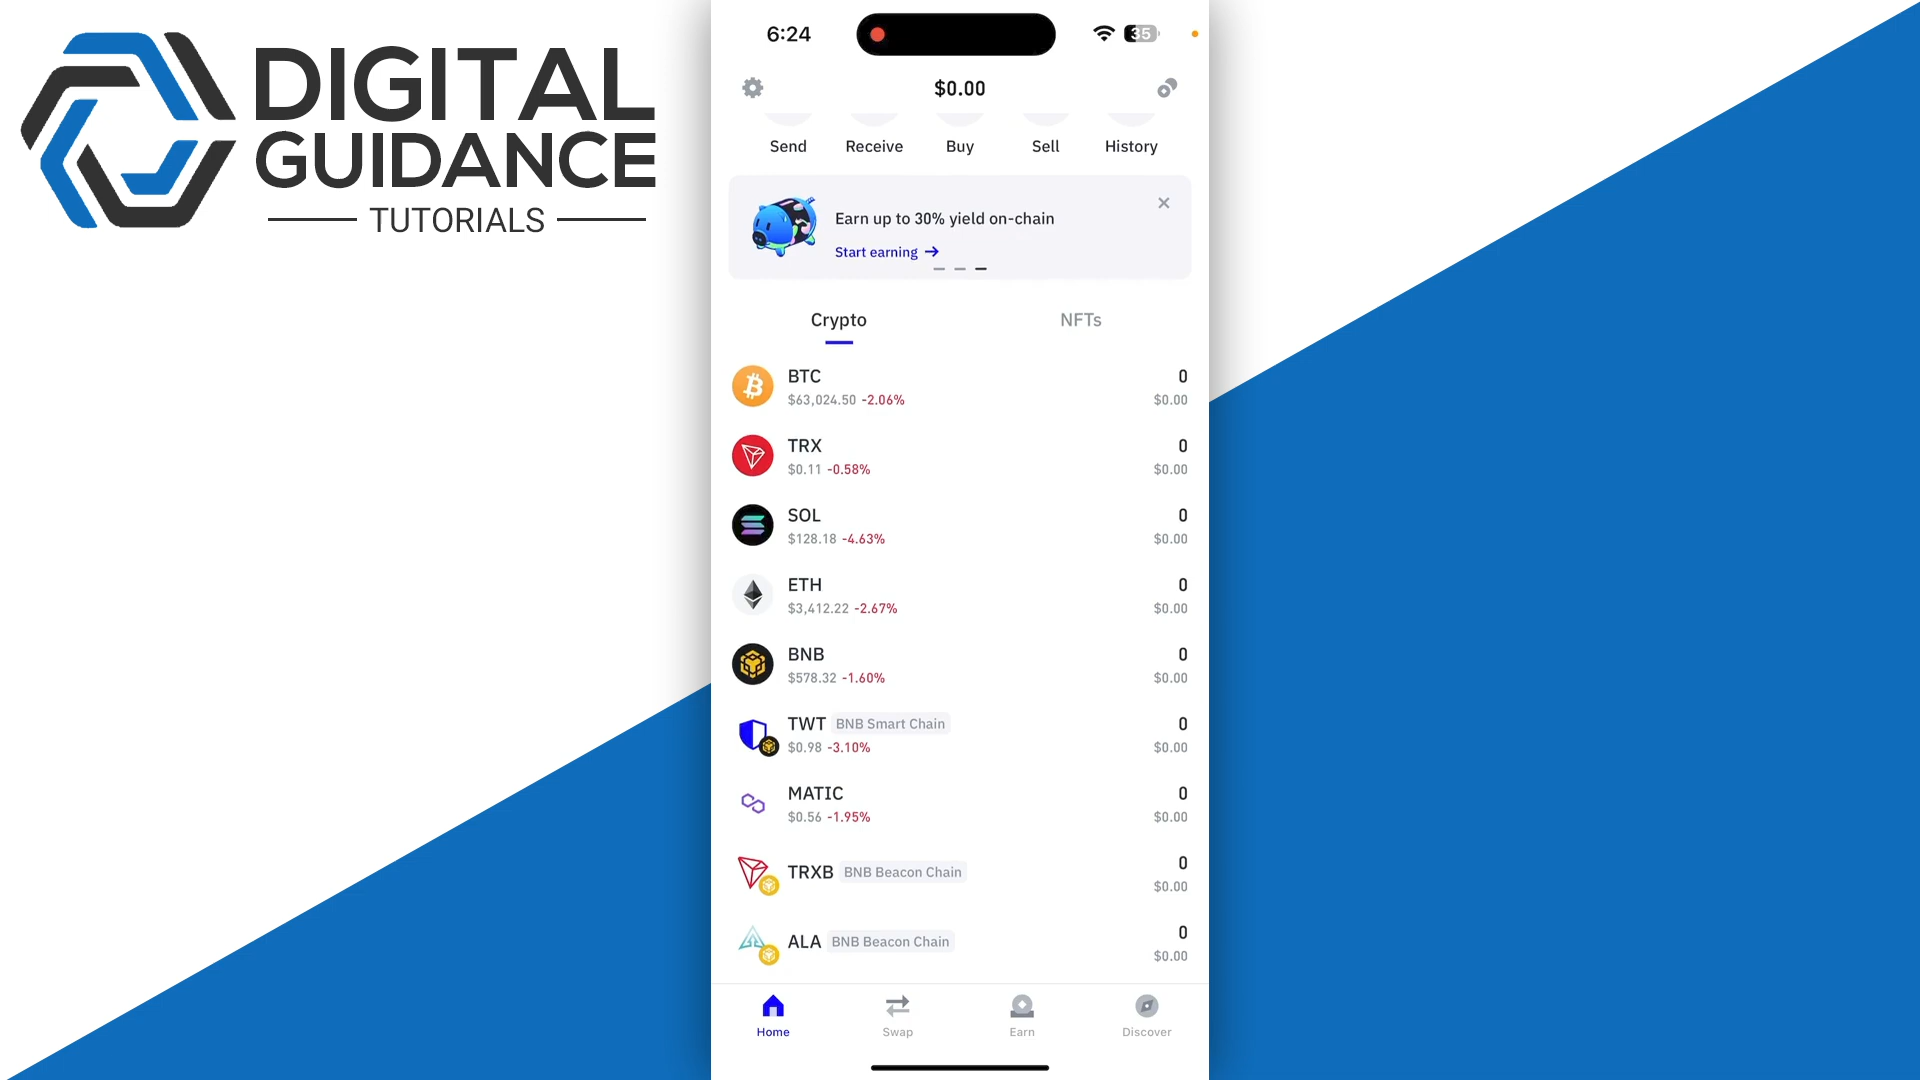 DIGITAL
GUIDANCE
TUTORIALS
6:24
35
$0.00
Send Receive Buy Sell History
Earn up to 30% yield on-chain
Start earning →
Crypto NFTs
BTC 0
$63,024.50 -2.06% $0.00
TRX 0
$0.11 -0.58% $0.00
SOL 0
$128.18 -4.63% $0.00
ETH 0
$3,412.22 -2.67% $0.00
BNB 0
$578.32 -1.60% $0.00
TWT BNB Smart Chain 0
$0.98 -3.10% $0.00
MATIC 0
$0.56 -1.95% $0.00
TRXB BNB Beacon Chain 0
$0.00
ALA BNB Beacon Chain 0
$0.00
Home Swap Earn Discover